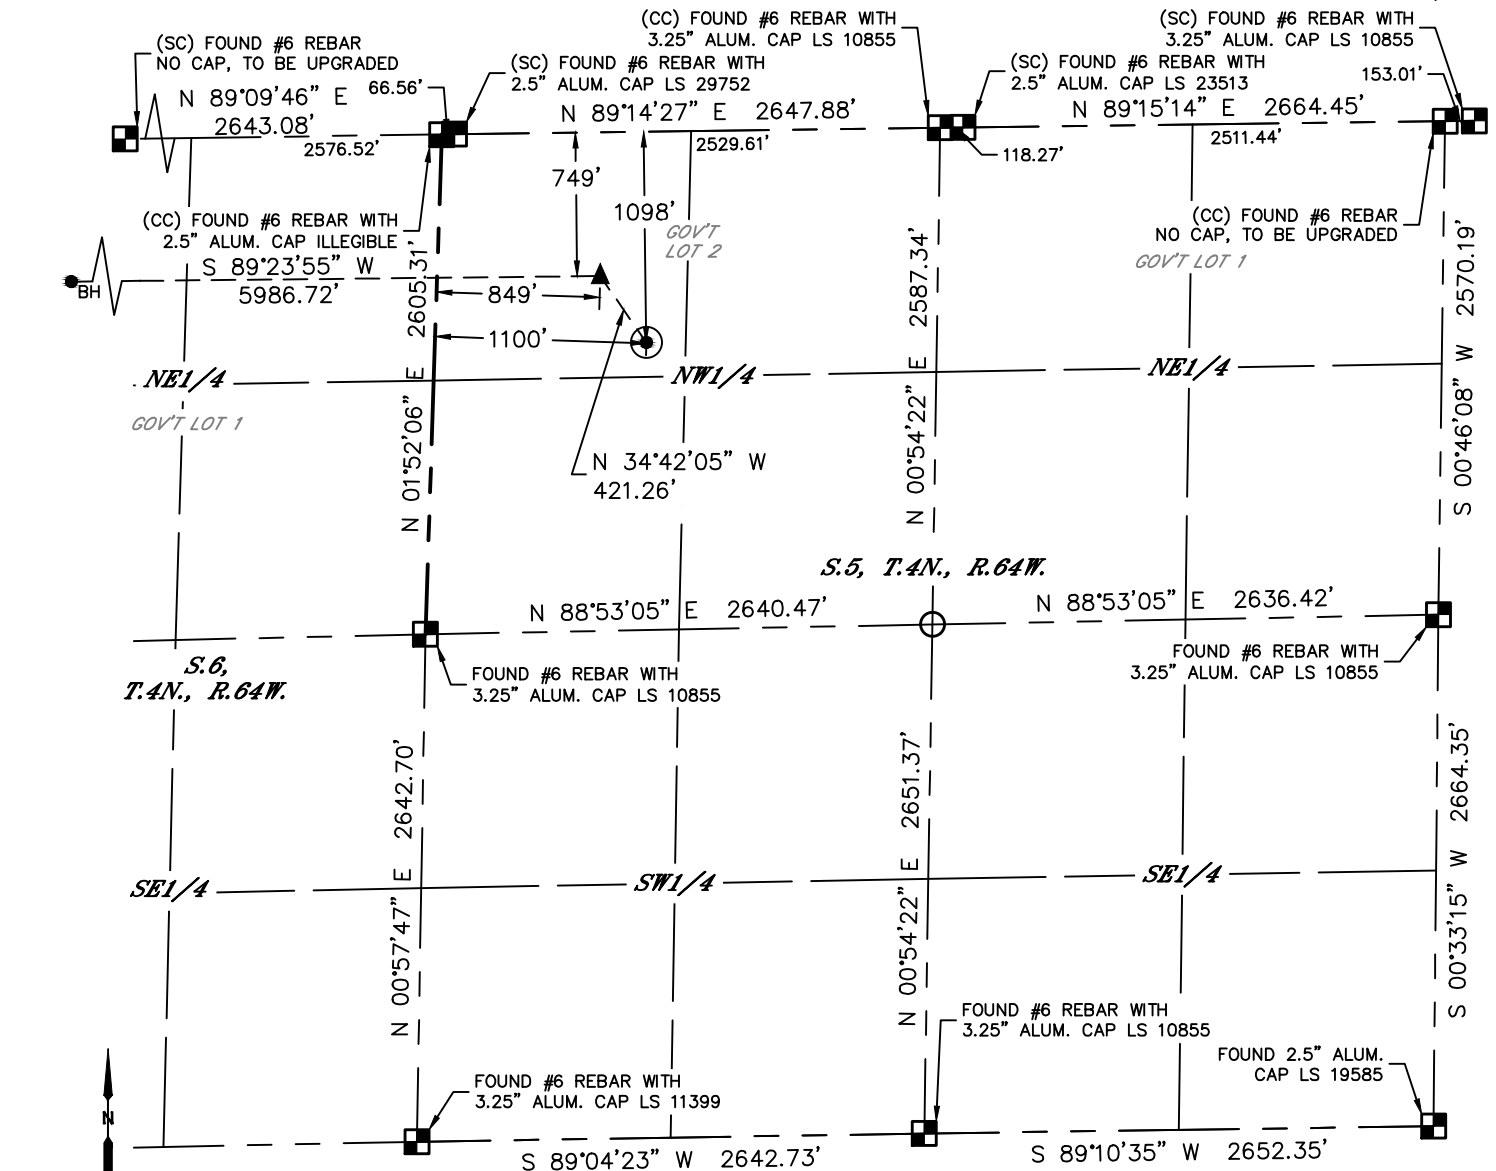 (CC) FOUND #6 REBAR WITH
3.25” ALUM. CAP LS 10855
(SC) FOUND #6 REBAR WITH
3.25” ALUM. CAP LS 10855
(SC) FOUND #6 REBAR
NO CAP, TO BE UPGRADED
(SC) FOUND #6 REBAR WITH
2.5” ALUM. CAP LS 29752
(SC) FOUND #6 REBAR WITH
2.5” ALUM. CAP LS 23513
153.01’
66.56’
N 89°09’46” E
2643.08’
N 89°14’27” E 2647.88’
N 89°15’14” E 2664.45’
2576.52’
2529.61’
2511.44’
118.27’
749’
1098’
(CC) FOUND #6 REBAR WITH
2.5” ALUM. CAP ILLEGIBLE
GOV’T
LOT 2
(CC) FOUND #6 REBAR
NO CAP, TO BE UPGRADED
GOV’T LOT 1
S 89°23’55” W
5986.72’
BH
849’
1100’
N 01°52’06” E 2605.31’
N 00°54’22” E 2587.34’
S 00°46’08” W 2570.19’
NE1/4
NW1/4
NE1/4
GOV’T LOT 1
N 34°42’05” W
421.26’
S.5, T.4N., R.64W.
N 88°53’05” E 2640.47’
N 88°53’05” E 2636.42’
S.6,
T.4N., R.64W.
FOUND #6 REBAR WITH
3.25” ALUM. CAP LS 10855
FOUND #6 REBAR WITH
3.25” ALUM. CAP LS 10855
N 00°57’47” E 2642.70’
N 00°54’22” E 2651.37’
S 00°33’15” W 2664.35’
SE1/4
SW1/4
SE1/4
FOUND #6 REBAR WITH
3.25” ALUM. CAP LS 10855
FOUND 2.5” ALUM.
CAP LS 19585
FOUND #6 REBAR WITH
3.25” ALUM. CAP LS 11399
N
S 89°04’23” W 2642.73’
S 89°10’35” W 2652.35’